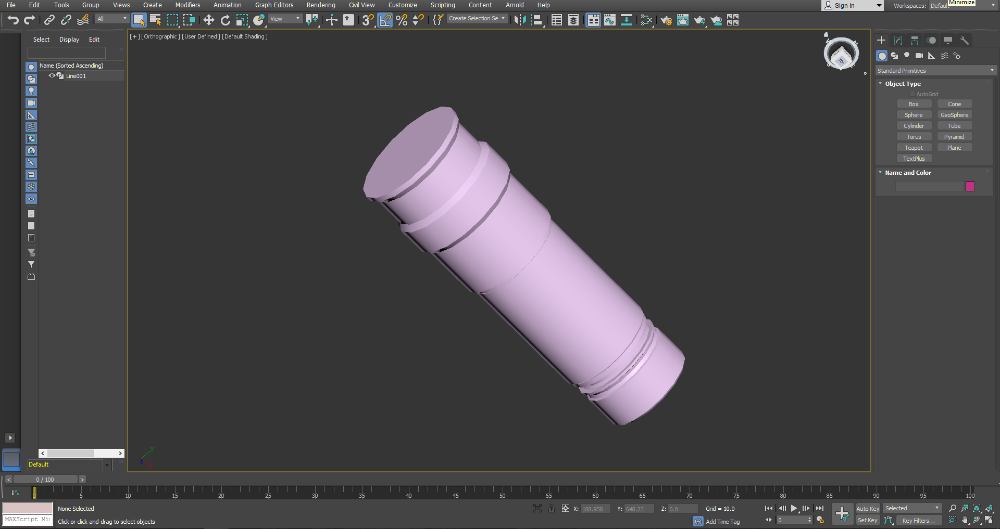 File Edit Tools Group Views Create Modifiers Animation Graph Editors Rendering Civil View Customize Scripting Content Arnold Help Sign In Workspaces: Default
Minimize
All View Create Selection Se
Select Display Edit
[+] [Orthographic] [User Defined] [Default Shading]
Name (Sorted Ascending)
Line001
TOP
Standard Primitives
Object Type
AutoGrid
Box Cone
Sphere GeoSphere
Cylinder Tube
Torus Pyramid
Teapot Plane
TextPlus
Name and Color
y
Default
< 0 / 100 >
0 5 10 15 20 25 30 35 40 45 50 55 60 65 70 75 80 85 90 95 100
None Selected X: 188.958 Y: 648.23 Z: 0.0 Grid = 10.0 Auto Key Selected
MAXScript Mi
Click or click-and-drag to select objects Add Time Tag 0 Set Key Key Filters...